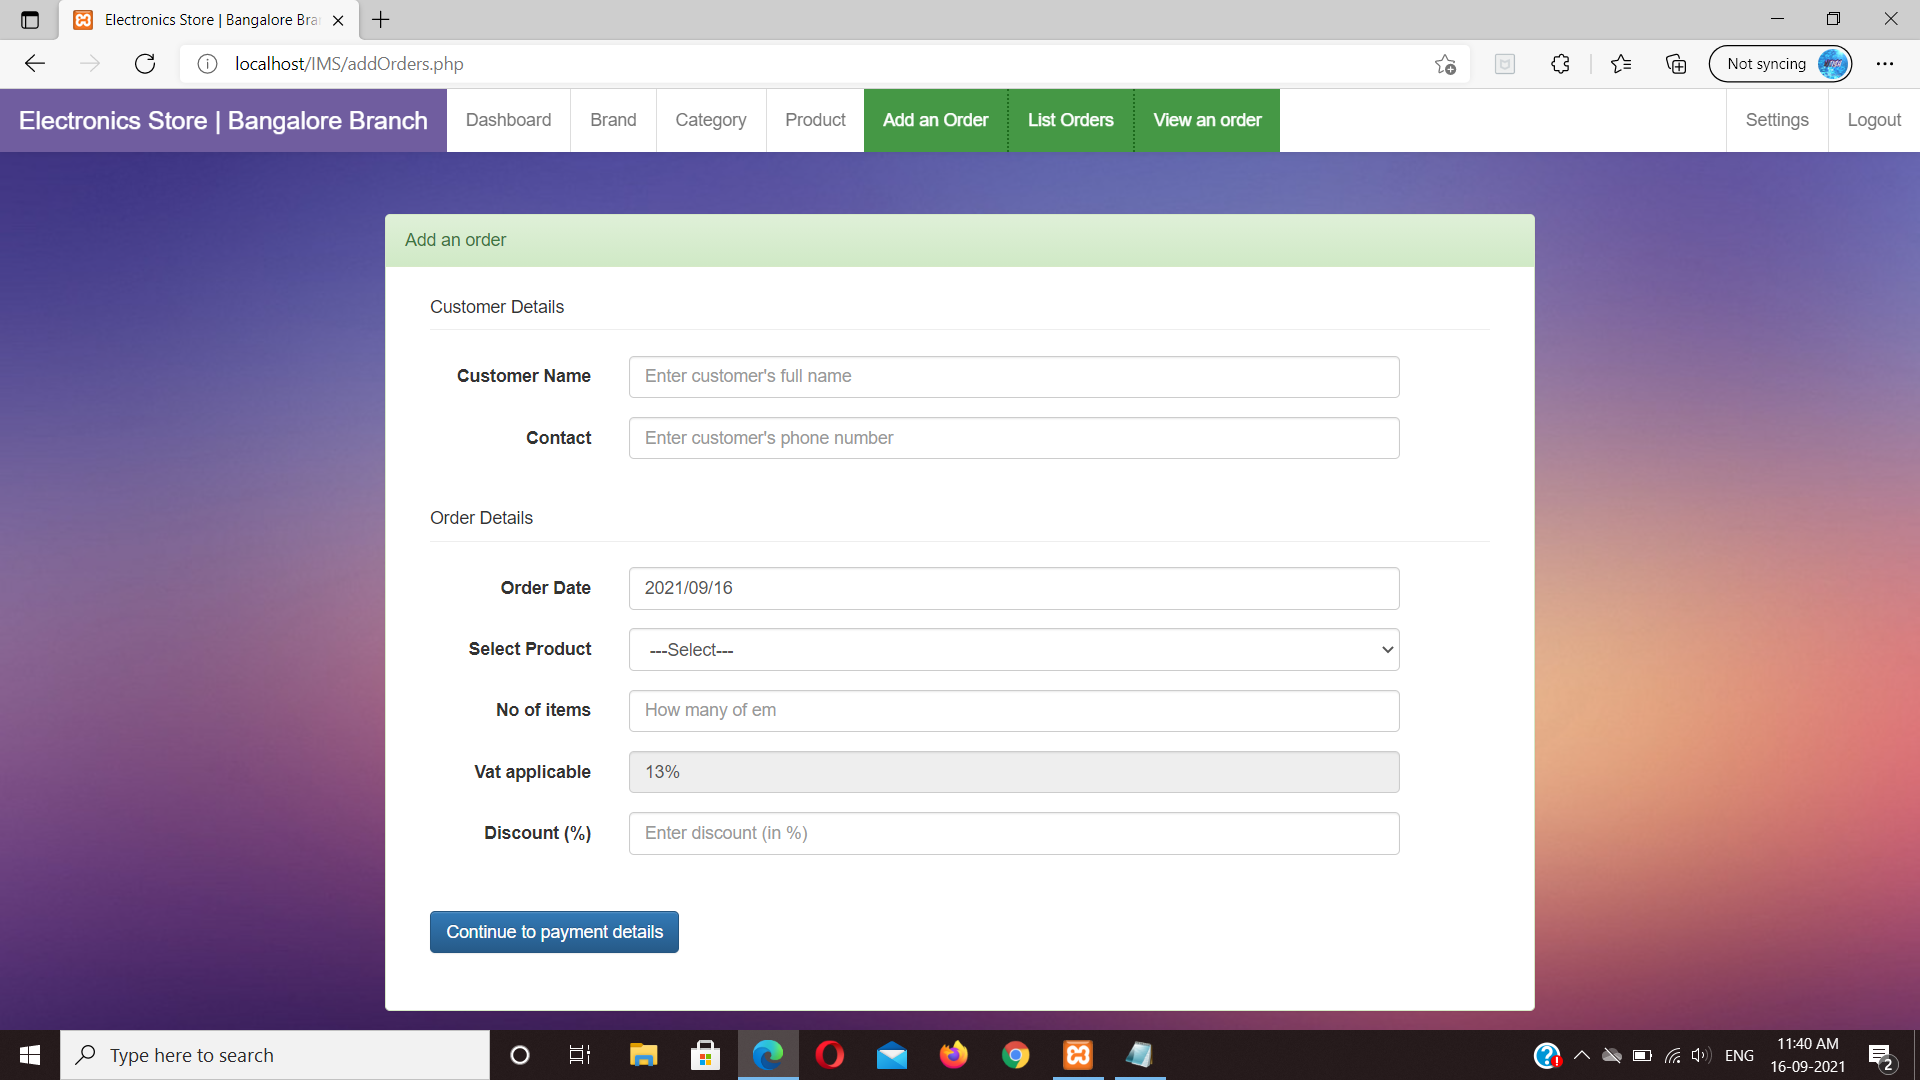 Electronics Store | Bangalore Bra
localhost/IMS/addOrders.php
Not syncing
Electronics Store | Bangalore Branch
Dashboard
Brand
Category
Product
Add an Order
List Orders
View an order
Settings
Logout
Add an order
Customer Details
Customer Name
Enter customer's full name
Contact
Enter customer's phone number
Order Details
Order Date
2021/09/16
Select Product
---Select---
No of items
How many of em
Vat applicable
13%
Discount (%)
Enter discount (in %)
Continue to payment details
Type here to search
ENG
11:40 AM
16-09-2021
2